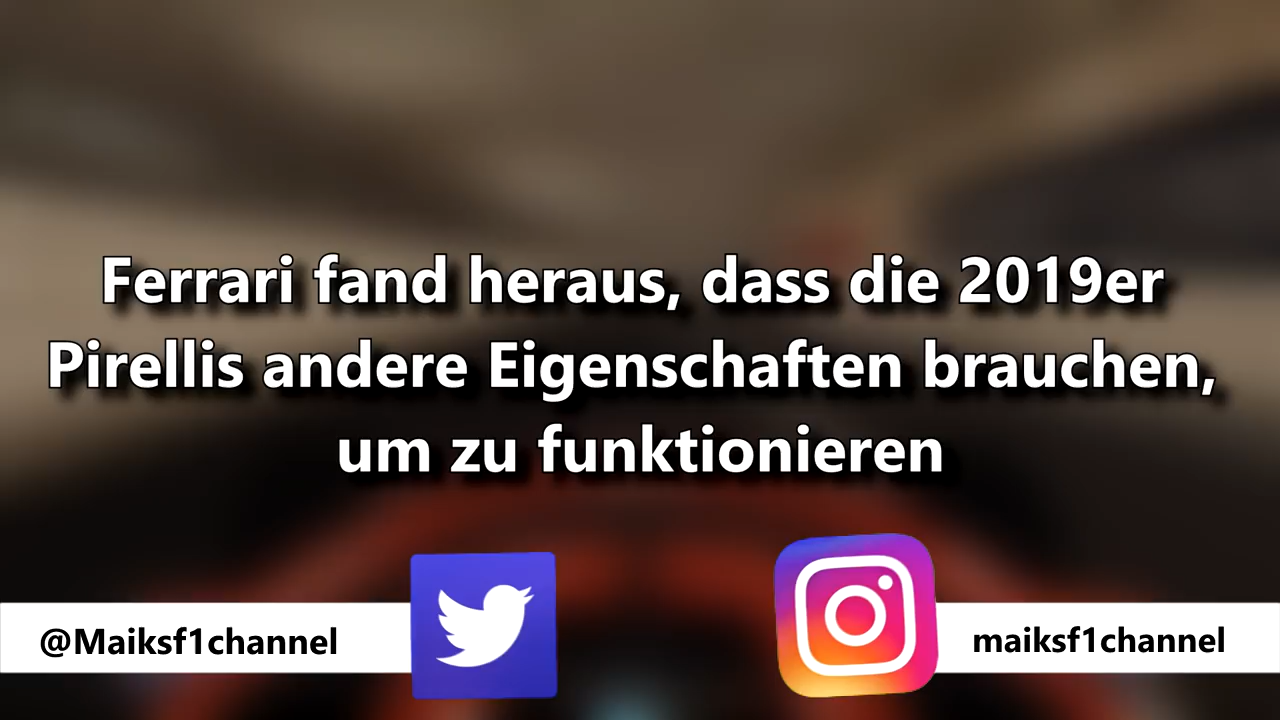 Ferrari fand heraus, dass die 2019er
Pirellis andere Eigenschaften brauchen,
um zu funktionieren
@Maiksf1channel
maiksf1channel